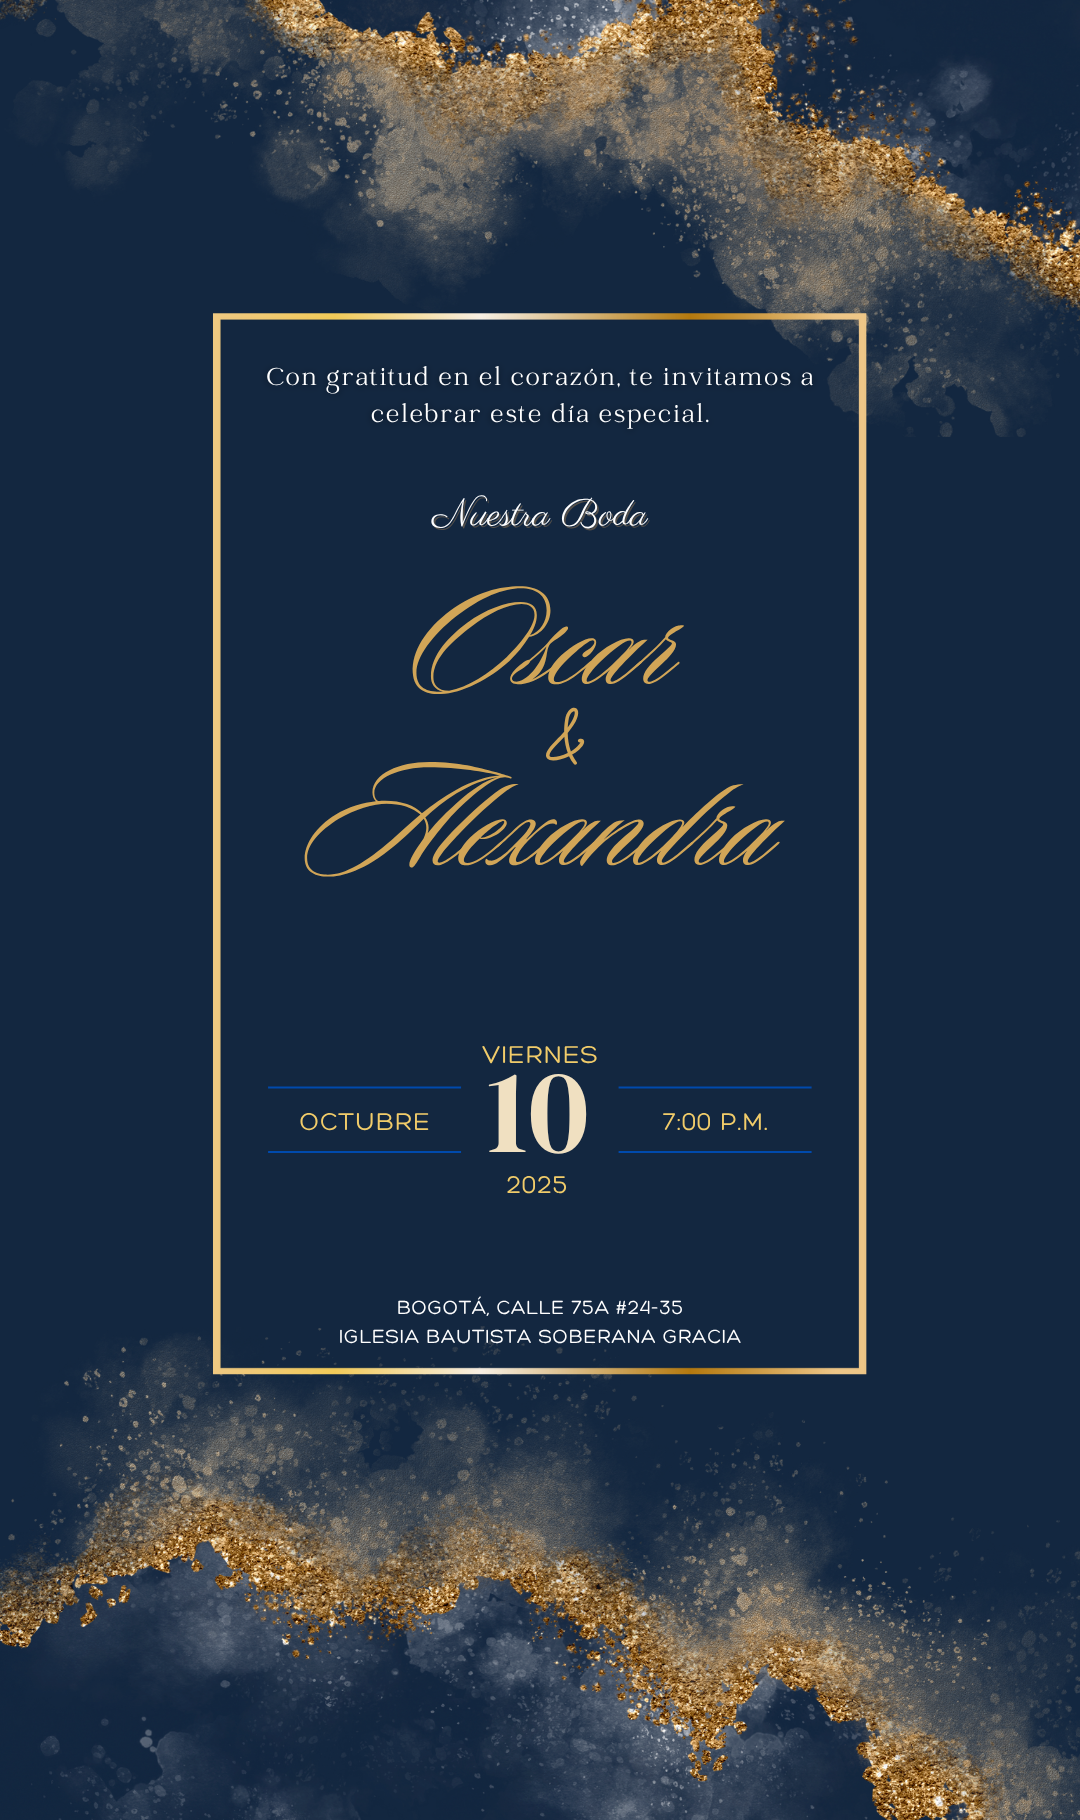 Con gratitud en el corazón, te invitamos a
celebrar este día especial.
Nuestra Boda
Oscar
&
Alexandra
VIERNES
OCTUBRE 10 7:00 P.M.
2025
BOGOTÁ, CALLE 75A #24-35
IGLESIA BAUTISTA SOBERANA GRACIA